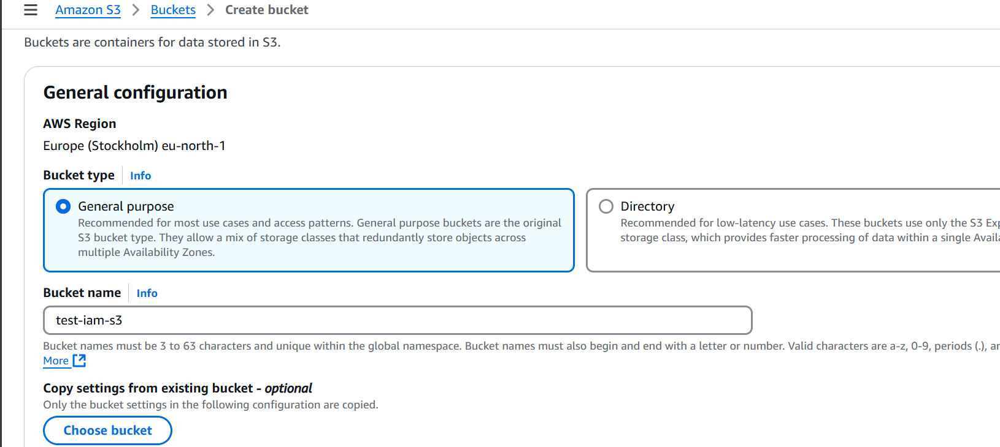 Amazon S3 > Buckets > Create bucket
Buckets are containers for data stored in S3.
General configuration
AWS Region
Europe (Stockholm) eu-north-1
Bucket type Info
General purpose
Recommended for most use cases and access patterns. General purpose buckets are the original
S3 bucket type. They allow a mix of storage classes that redundantly store objects across
multiple Availability Zones.
Directory
Recommended for low-latency use cases. These buckets use only the S3
storage class, which provides faster processing of data within a single
Bucket name Info
test-iam-s3
Bucket names must be 3 to 63 characters and unique within the global namespace. Bucket names must also begin and end with a letter or number. Valid characters are a-z, 0-9, periods (.),
More
Copy settings from existing bucket - optional
Only the bucket settings in the following configuration are copied.
Choose bucket